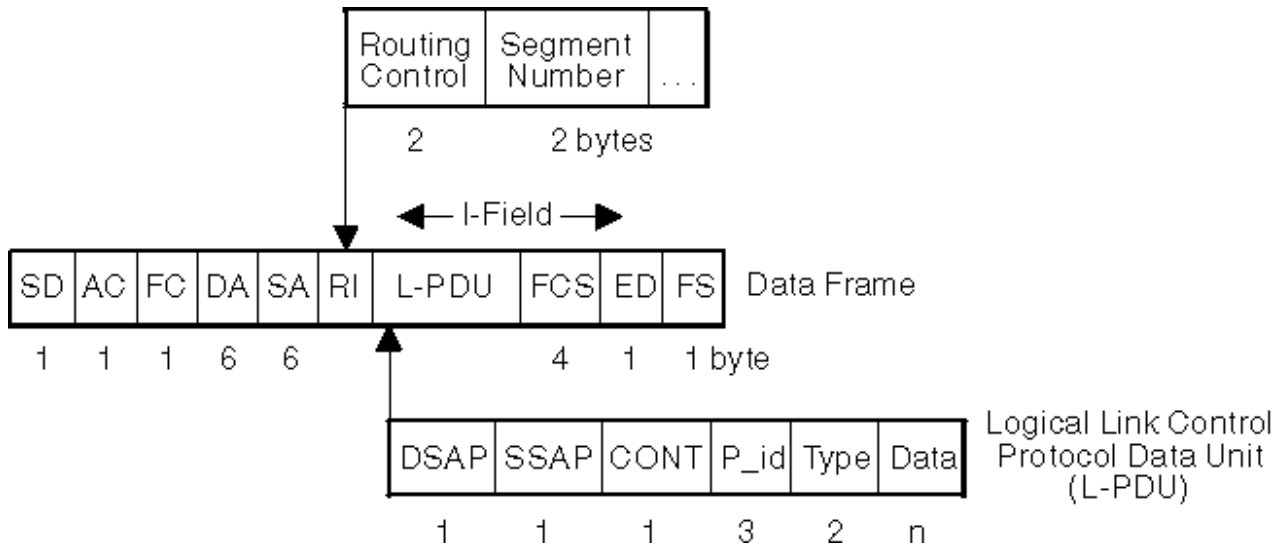 Routing Control Segment Number ...
2 2 bytes
I-Field
SD AC FC DA SA RI L-PDU FCS ED FS Data Frame
1 1 1 6 6 4 1 1 byte
DSAP SSAP CONT P_id Type Data
Logical Link Control
Protocol Data Unit
(L-PDU)
1 1 1 3 2 n